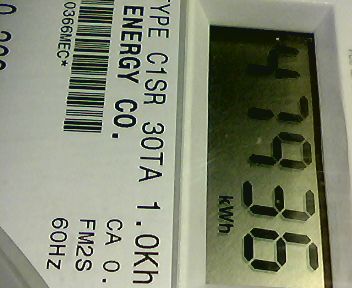 47936
kWh
TYPE C1SR 30TA 1.0Kh
ENERGY CO.
CA 0.
FM2S
60HZ
0366MEC*